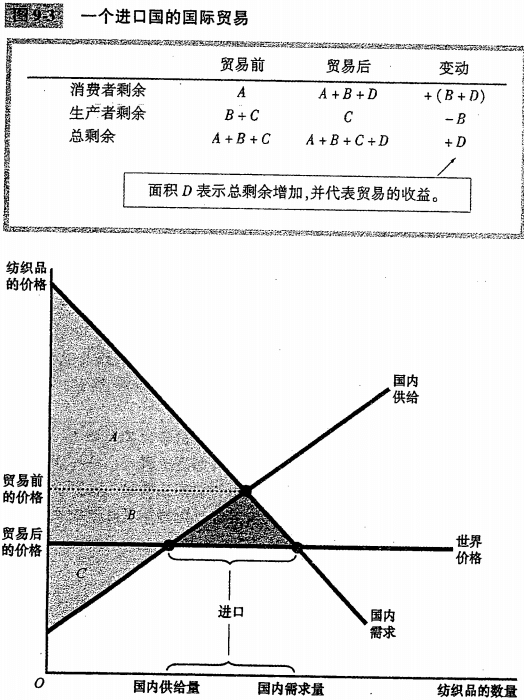 图9-3 一个进口国的国际贸易
贸易前 贸易后 变动
消费者剩余 A A+B+D +(B+D)
生产者剩余 B+C C -B
总剩余 A+B+C A+B+C+D +D
面积 D 表示总剩余增加,并代表贸易的收益。
纺织品
的价格
国内
供给
A
贸易前
的价格
B
贸易后
的价格
世界
价格
C
进口
国内
需求
O
国内供给量 国内需求量 纺织品的数量